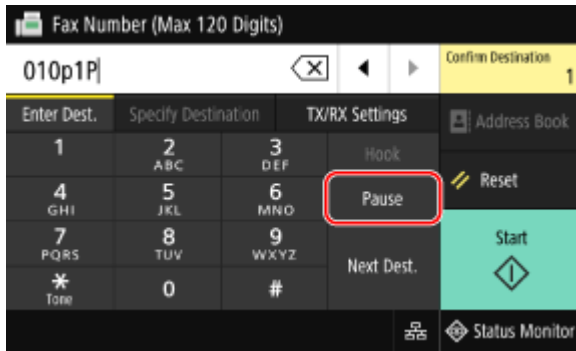 Fax Number (Max 120 Digits)
010p1P
Confirm Destination
1
Enter Dest.
Specify Destination
TX/RX Settings
Address Book
1
2
ABC
3
DEF
Hook
4
GHI
5
JKL
6
MNO
Pause
Reset
7
PQRS
8
TUV
9
WXYZ
Next Dest.
Start
*
Tone
0
#
Status Monitor